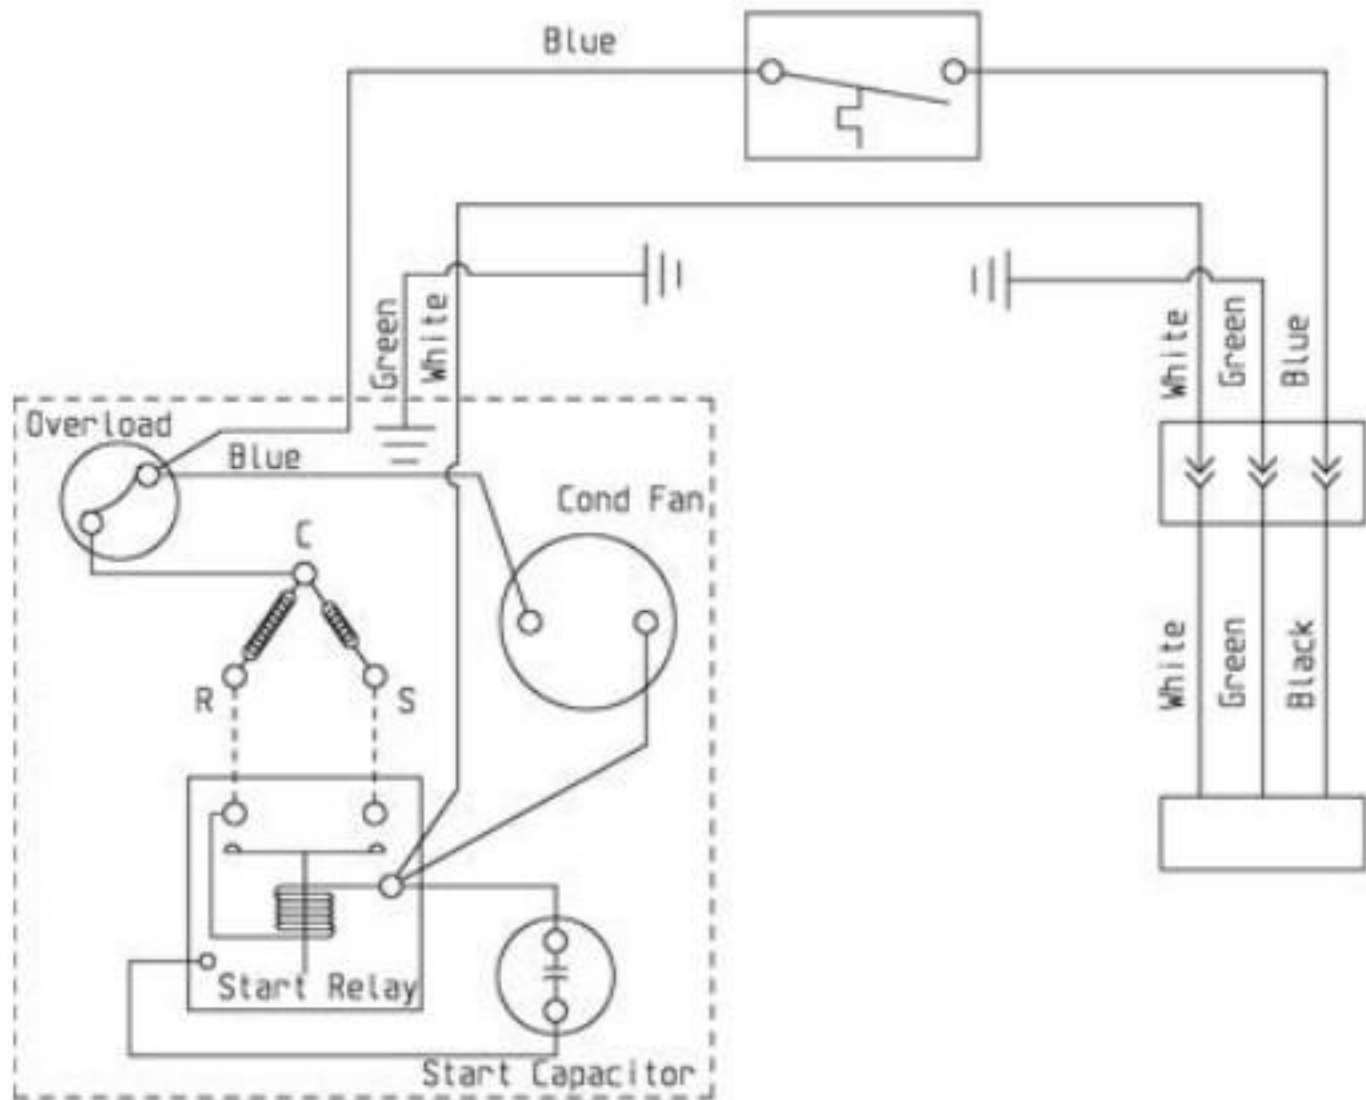 Blue
Green
White
White
Green
Blue
Overload
Blue
Cond Fan
C
R
S
White
Green
Black
Start Relay
Start Capacitor